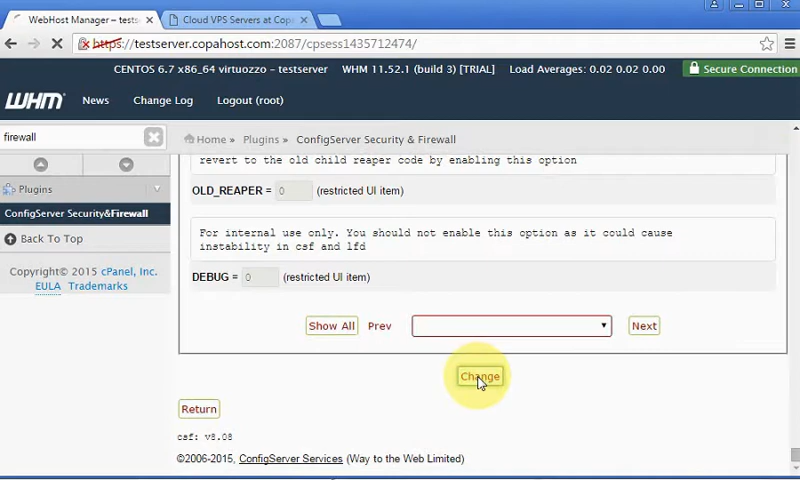 WebHost Manager – tests
Cloud VPS Servers at Copa
https://testserver.copahost.com:2087/cpsess1435712474/
CENTOS 6.7 x86_64 virtuozzo – testserver WHM 11.52.1 (build 3) [TRIAL] Load Averages: 0.02 0.02 0.00 Secure Connection
WHM News Change Log Logout (root)
firewall
Home » Plugins » ConfigServer Security & Firewall
revert to the old child reaper code by enabling this option
Plugins
OLD_REAPER = 0 (restricted UI item)
ConfigServer Security&Firewall
For internal use only. You should not enable this option as it could cause
instability in csf and lfd
Back To Top
Copyright© 2015 cPanel, Inc.
EULA Trademarks
DEBUG = 0 (restricted UI item)
Show All Prev Next
Change
Return
csf: v8.08
©2006-2015, ConfigServer Services (Way to the Web Limited)